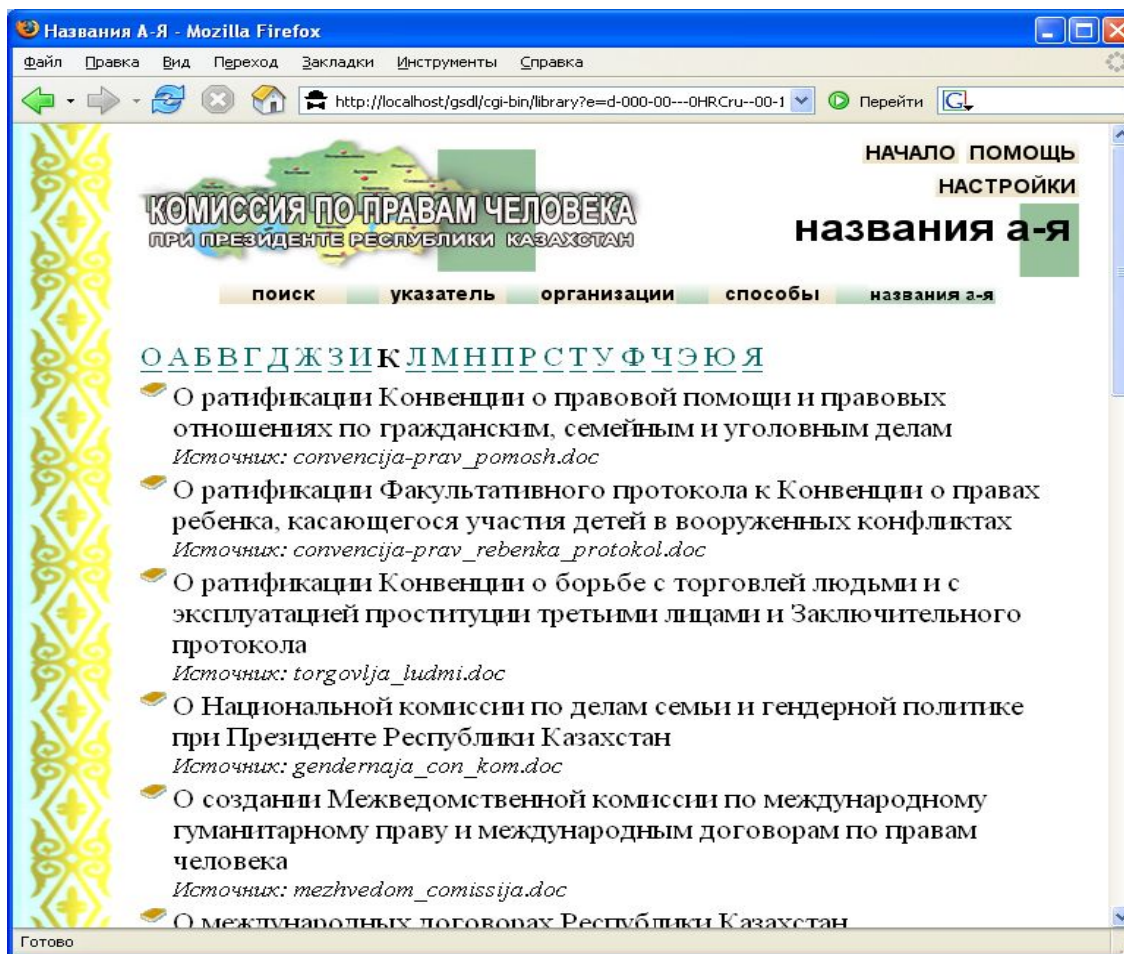 Названия А-Я - Mozilla Firefox
Файл Правка Вид Переход Закладки Инструменты Справка
http://localhost/gsdl/cgi-bin/library?e=d-000-00---0HRCru--00-1 Перейти
НАЧАЛО ПОМОЩЬ
НАСТРОЙКИ
КОМИССИЯ ПО ПРАВАМ ЧЕЛОВЕКА
ПРИ ПРЕЗИДЕНТЕ РЕСПУБЛИКИ КАЗАХСТАН
названия а-я
поиск указатель организации способы названия а-я
О А Б В Г Д Ж З И К Л М Н П Р С Т У Ф Ч Э Ю Я
О ратификации Конвенции о правовой помощи и правовых
отношениях по гражданским, семейным и уголовным делам
Источник: convencija-prav_pomosh.doc
О ратификации Факультативного протокола к Конвенции о правах
ребенка, касающегося участия детей в вооруженных конфликтах
Источник: convencija-prav_rebenka_protokol.doc
О ратификации Конвенции о борьбе с торговлей людьми и с
эксплуатацией проституции третьими лицами и Заключительного
протокола
Источник: torgovlja_ludmi.doc
О Национальной комиссии по делам семьи и гендерной политике
при Президенте Республики Казахстан
Источник: gendernaja_con_kom.doc
О создании Межведомственной комиссии по международному
гуманитарному праву и международным договорам по правам
человека
Источник: mezhvedom_comissija.doc
О международных договорах Республики Казахстан
Готово